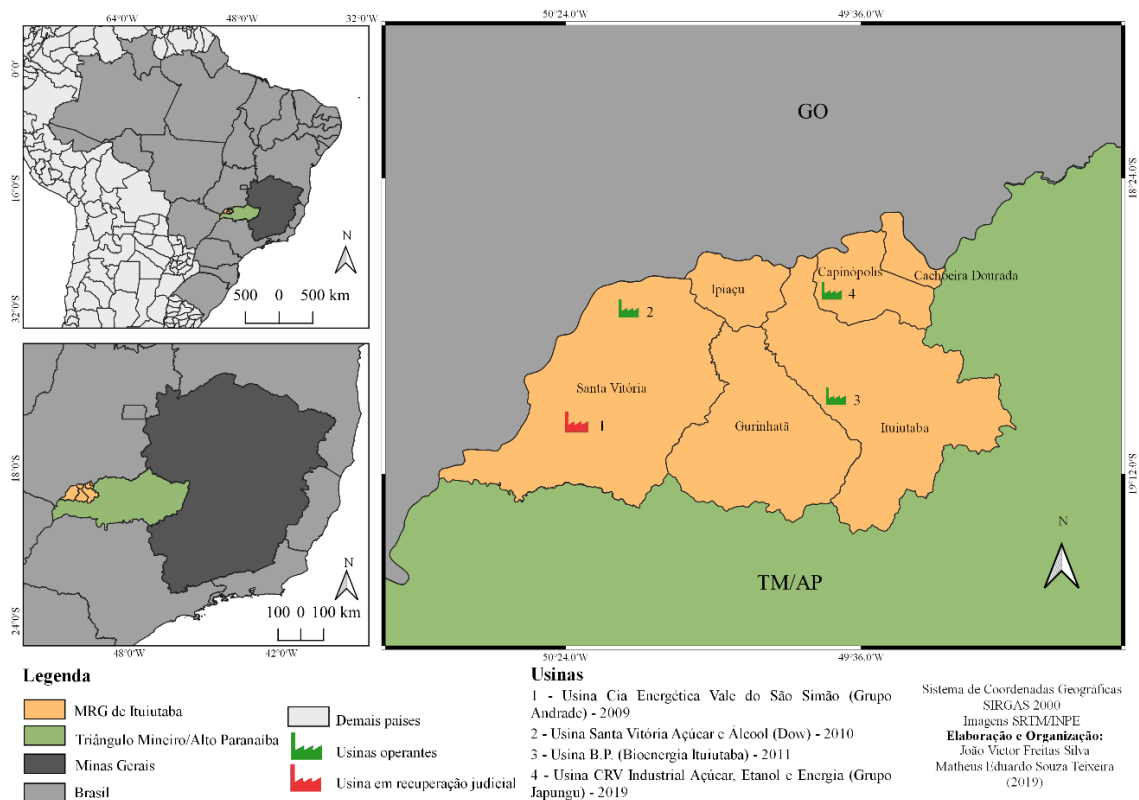 64°0'W 48°0'W 32°0'W
0°0'
16°0'S
32°0'S
N
500 0 500 km
18°0'S
24°0'S
N
100 0 100 km
48°0'W 42°0'W
50°24.0'W 49°36.0'W
GO
18°24.0'S
Capinópolis
Cachoeira Dourada
Ipiaçu
4
2
Santa Vitória
3
1
Gurinhatã
Ituiutaba
19°12.0'S
N
TM/AP
50°24.0'W 49°36.0'W
Legenda
MRG de Ituiutaba
Triângulo Mineiro/Alto Paranaíba
Minas Gerais
Brasil
Demais países
Usinas operantes
Usina em recuperação judicial
Usinas
1 - Usina Cia Energética Vale do São Simão (Grupo
Andrade) - 2009
2 - Usina Santa Vitória Açúcar e Álcool (Dow) - 2010
3 - Usina B.P. (Bioenergia Ituiutaba) - 2011
4 - Usina CRV Industrial Açúcar, Etanol e Energia (Grupo
Japungu) - 2019
Sistema de Coordenadas Geográficas
SIRGAS 2000
Imagens SRTM/INPE
Elaboração e Organização:
João Victor Freitas Silva
Matheus Eduardo Souza Teixeira
(2019)